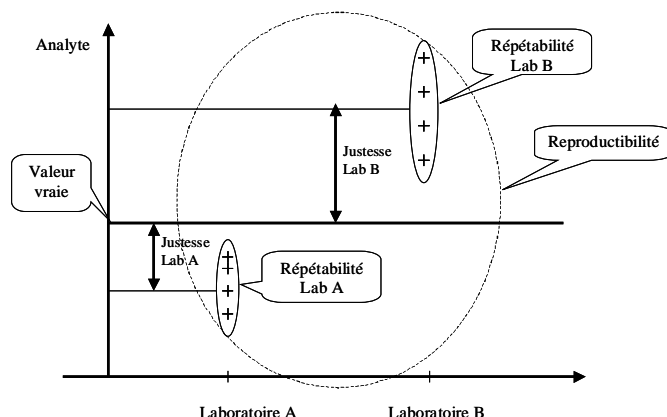 Analyte
Répétabilité
Lab B
Reproductibilité
Justesse
Lab B
Valeur
vraie
Justesse
Lab A
Répétabilité
Lab A
Laboratoire A
Laboratoire B